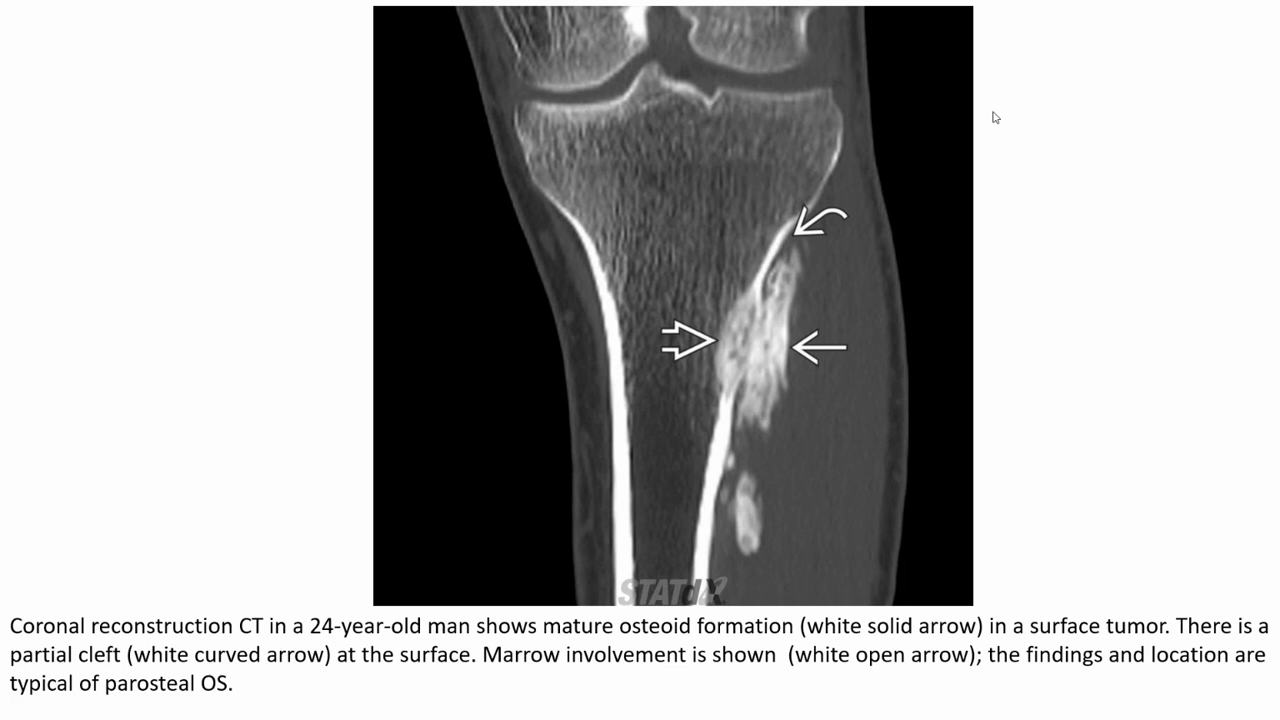 STATdX
Coronal reconstruction CT in a 24-year-old man shows mature osteoid formation (white solid arrow) in a surface tumor. There is a
partial cleft (white curved arrow) at the surface. Marrow involvement is shown  (white open arrow); the findings and location are
typical of parosteal OS.